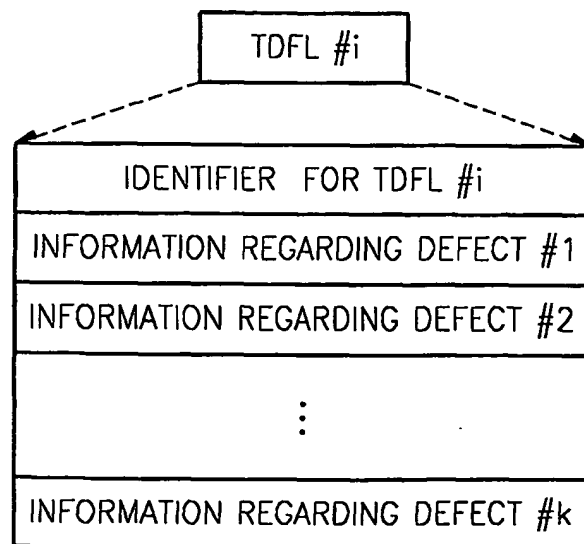 TDFL #i
IDENTIFIER FOR TDFL #i
INFORMATION REGARDING DEFECT #1
INFORMATION REGARDING DEFECT #2
⋮
INFORMATION REGARDING DEFECT #k